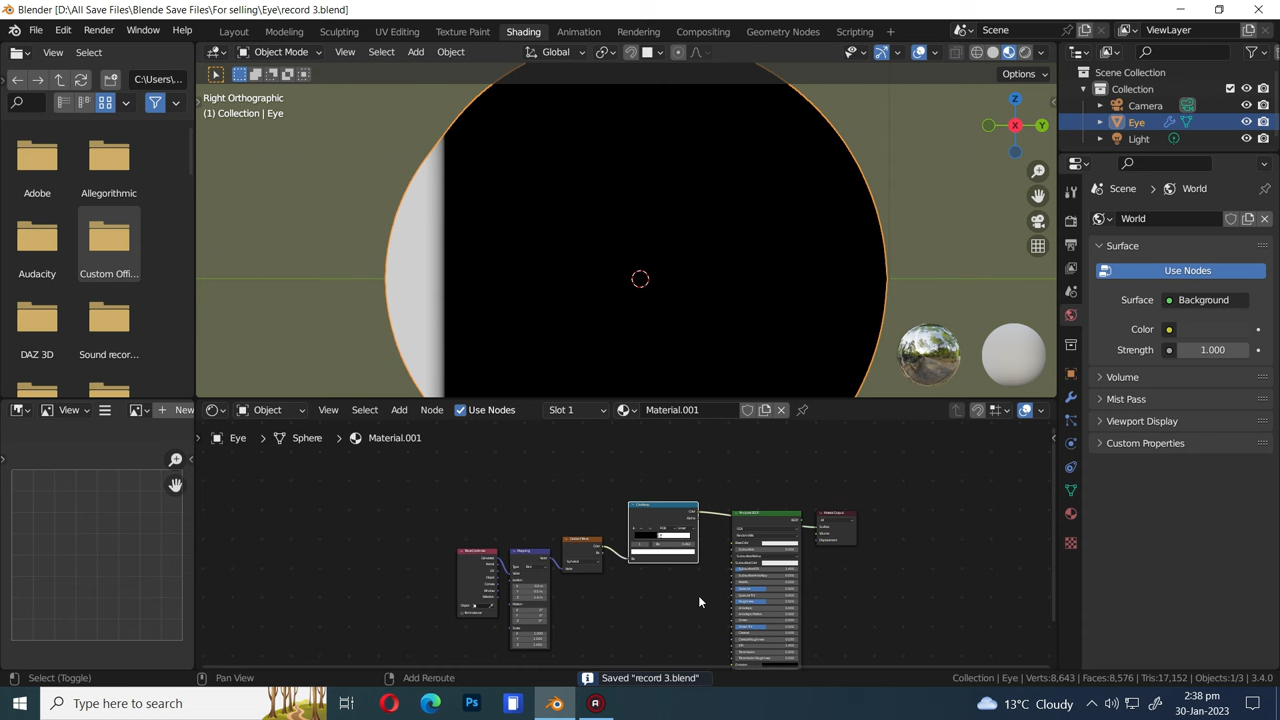 Blender [D:\All Save Files\Blende Save Files\For selling\Eye\record 3.blend]
File Edit Render Window Help
Layout Modeling Sculpting UV Editing Texture Paint Shading Animation Rendering Compositing Geometry Nodes Scripting
Scene ViewLayer
View Select
Object Mode View Select Add Object Global
C:\Users\...
Options
Right Orthographic
(1) Collection | Eye
Z
X
Y
Adobe Allegorithmic
Audacity Custom Offi...
DAZ 3D Sound recor...
Scene Collection
Collection
Camera
Eye
Light
Scene World
World
Surface
Use Nodes
Surface Background
Color
Strength 1.000
Volume
Mist Pass
Viewport Display
Custom Properties
View New
Object View Select Add Node Use Nodes Slot 1 Material.001
Eye Sphere Material.001
Select (Toggle) Pan View Add Reroute Saved "record 3.blend" Collection | Eye | Verts:8,643 | Faces:8,576 | Tris:17,152 | Objects:1/3 | 3.4.0
Type here to search
13°C Cloudy
2:38 pm
30-Jan-2023